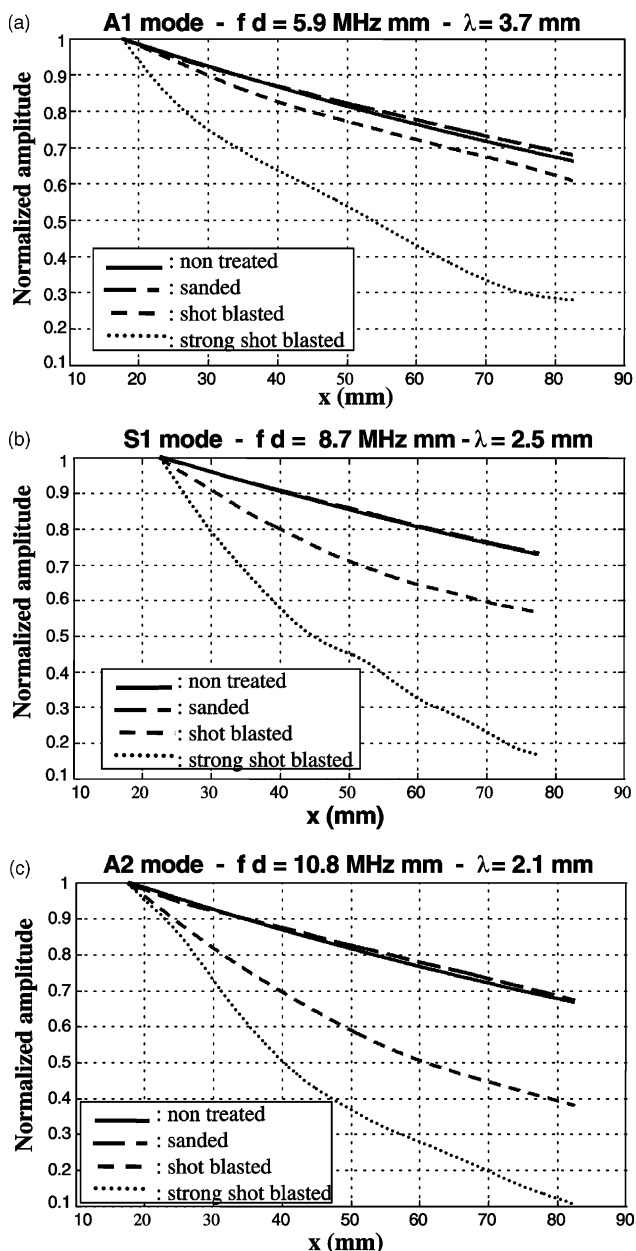 (a)
A1 mode - f d = 5.9 MHz mm - λ = 3.7 mm
Normalized amplitude
1
0.9
0.8
0.7
0.6
0.5
0.4
0.3
0.2
0.1
: non treated
: sanded
: shot blasted
: strong shot blasted
10 20 30 40 50 60 70 80 90
x (mm)
(b)
S1 mode - f d = 8.7 MHz mm - λ = 2.5 mm
Normalized amplitude
1
0.9
0.8
0.7
0.6
0.5
0.4
0.3
0.2
0.1
: non treated
: sanded
: shot blasted
: strong shot blasted
10 20 30 40 50 60 70 80 90
x (mm)
(c)
A2 mode - f d = 10.8 MHz mm - λ = 2.1 mm
Normalized amplitude
1
0.9
0.8
0.7
0.6
0.5
0.4
0.3
0.2
0.1
: non treated
: sanded
: shot blasted
: strong shot blasted
10 20 30 40 50 60 70 80 90
x (mm)